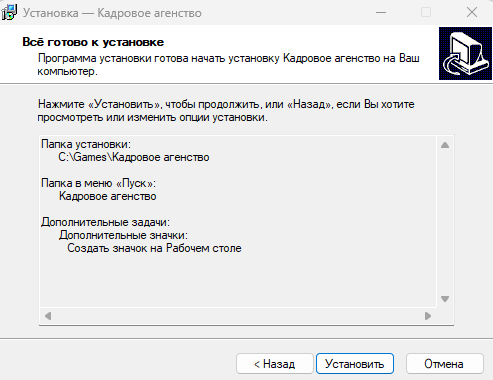 Установка — Кадровое агенство
Всё готово к установке
Программа установки готова начать установку Кадровое агенство на Ваш
компьютер.
Нажмите «Установить», чтобы продолжить, или «Назад», если Вы хотите
просмотреть или изменить опции установки.
Папка установки:
C:\Games\Кадровое агенство
Папка в меню «Пуск»:
Кадровое агенство
Дополнительные задачи:
Дополнительные значки:
Создать значок на Рабочем столе
< Назад
Установить
Отмена